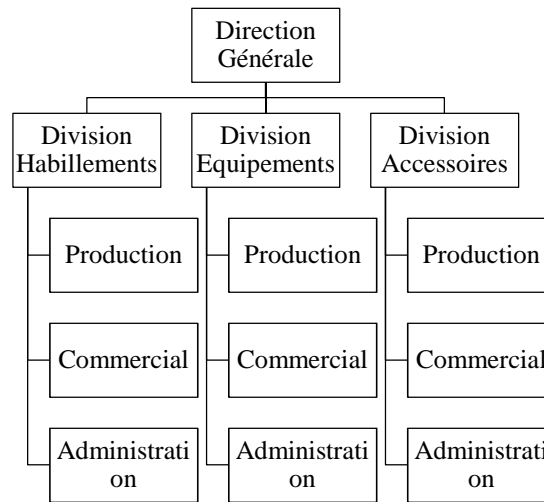 Direction
Générale
Division
Habillements
Division
Equipements
Division
Accessoires
Production
Production
Production
Commercial
Commercial
Commercial
Administrati
on
Administrati
on
Administrati
on